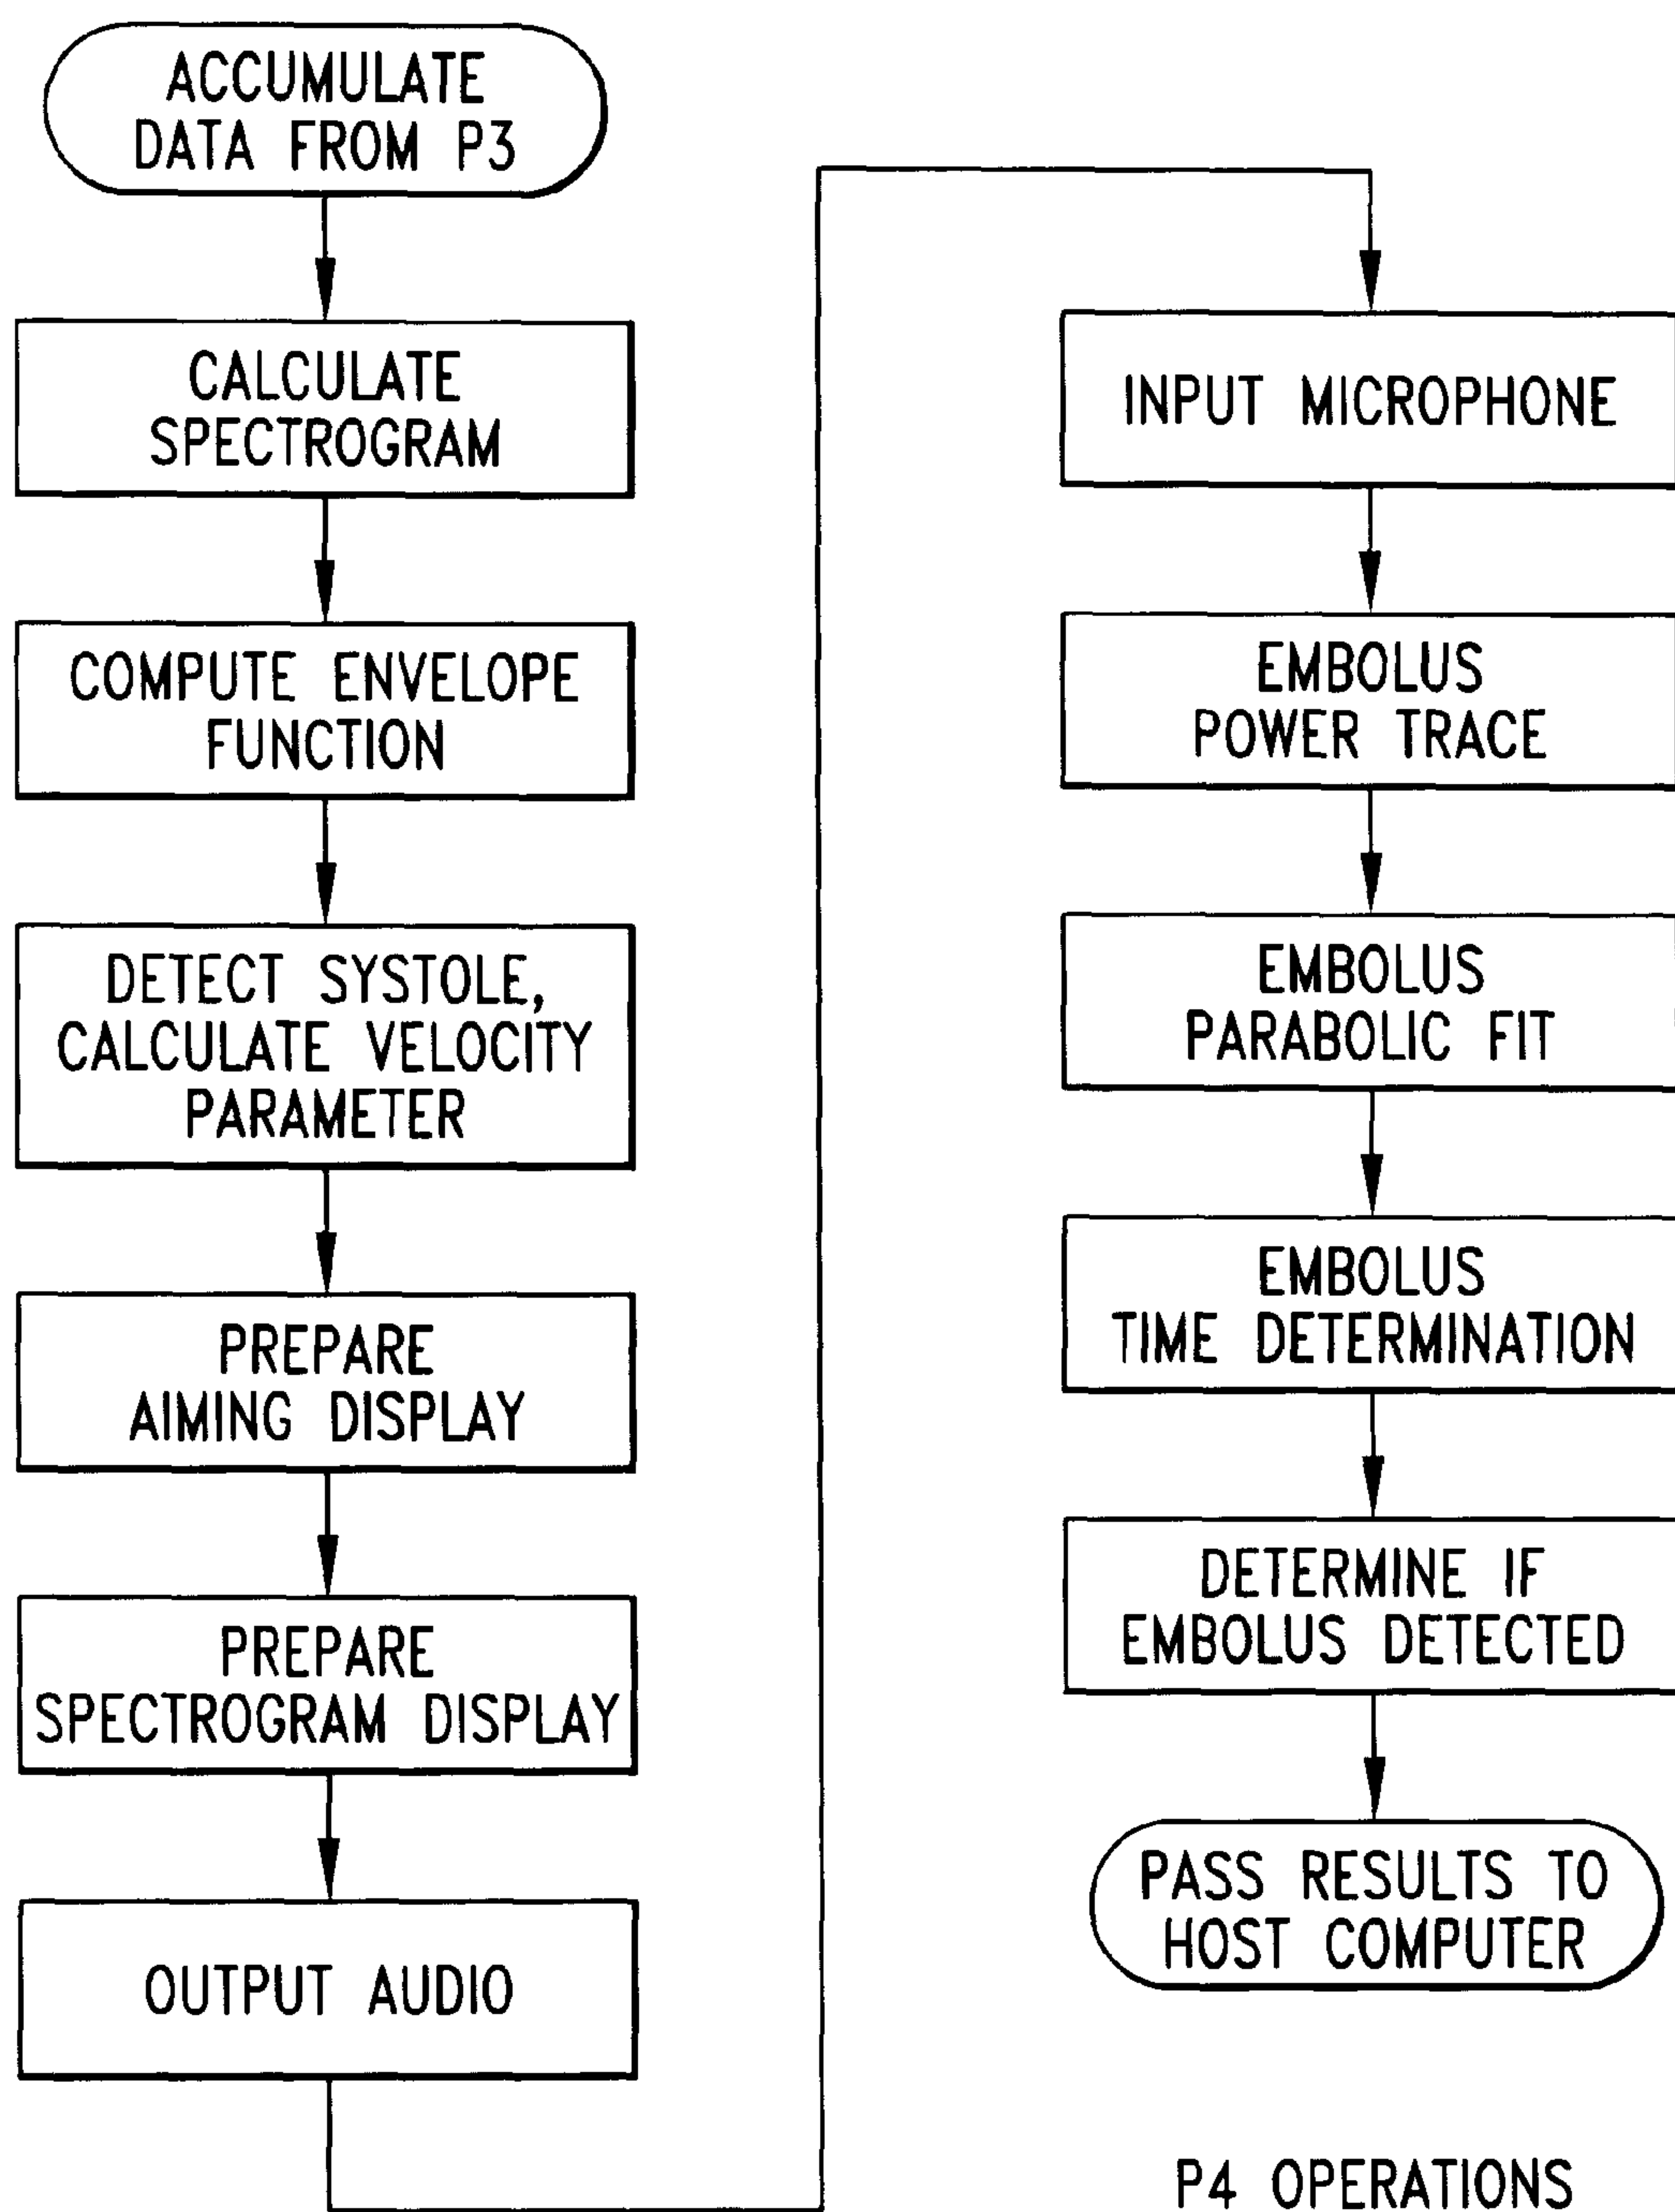 ACCUMULATE
DATA FROM P3
CALCULATE
SPECTROGRAM
COMPUTE ENVELOPE
FUNCTION
DETECT SYSTOLE,
CALCULATE VELOCITY
PARAMETER
PREPARE
AIMING DISPLAY
PREPARE
SPECTROGRAM DISPLAY
OUTPUT AUDIO
INPUT MICROPHONE
EMBOLUS
POWER TRACE
EMBOLUS
PARABOLIC FIT
EMBOLUS
TIME DETERMINATION
DETERMINE IF
EMBOLUS DETECTED
PASS RESULTS TO
HOST COMPUTER
P4 OPERATIONS